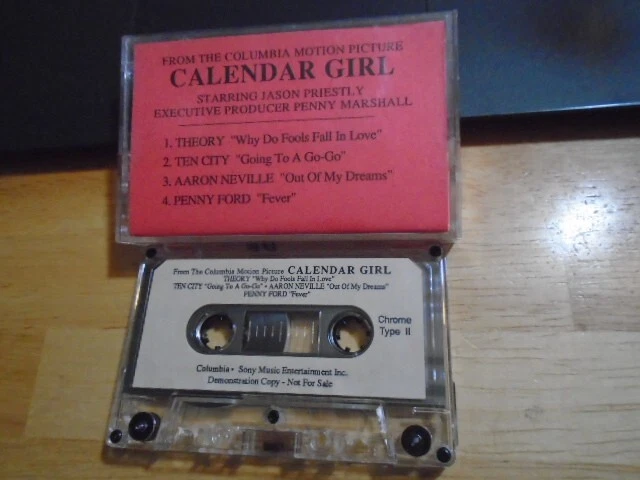 FROM THE COLUMBIA MOTION PICTURE
CALENDAR GIRL
STARRING JASON PRIESTLY
EXECUTIVE PRODUCER PENNY MARSHALL
1. THEORY "Why Do Fools Fall In Love"
2. TEN CITY "Going To A Go-Go"
3. AARON NEVILLE "Out Of My Dreams"
4. PENNY FORD "Fever"
From The Columbia Motion Picture CALENDAR GIRL
THEORY "Why Do Fools Fall In Love"
TEN CITY "Going To A Go-Go" • AARON NEVILLE "Out Of My Dreams"
PENNY FORD "Fever"
Chrome
Type II
Columbia • Sony Music Entertainment Inc.
Demonstration Copy - Not For Sale